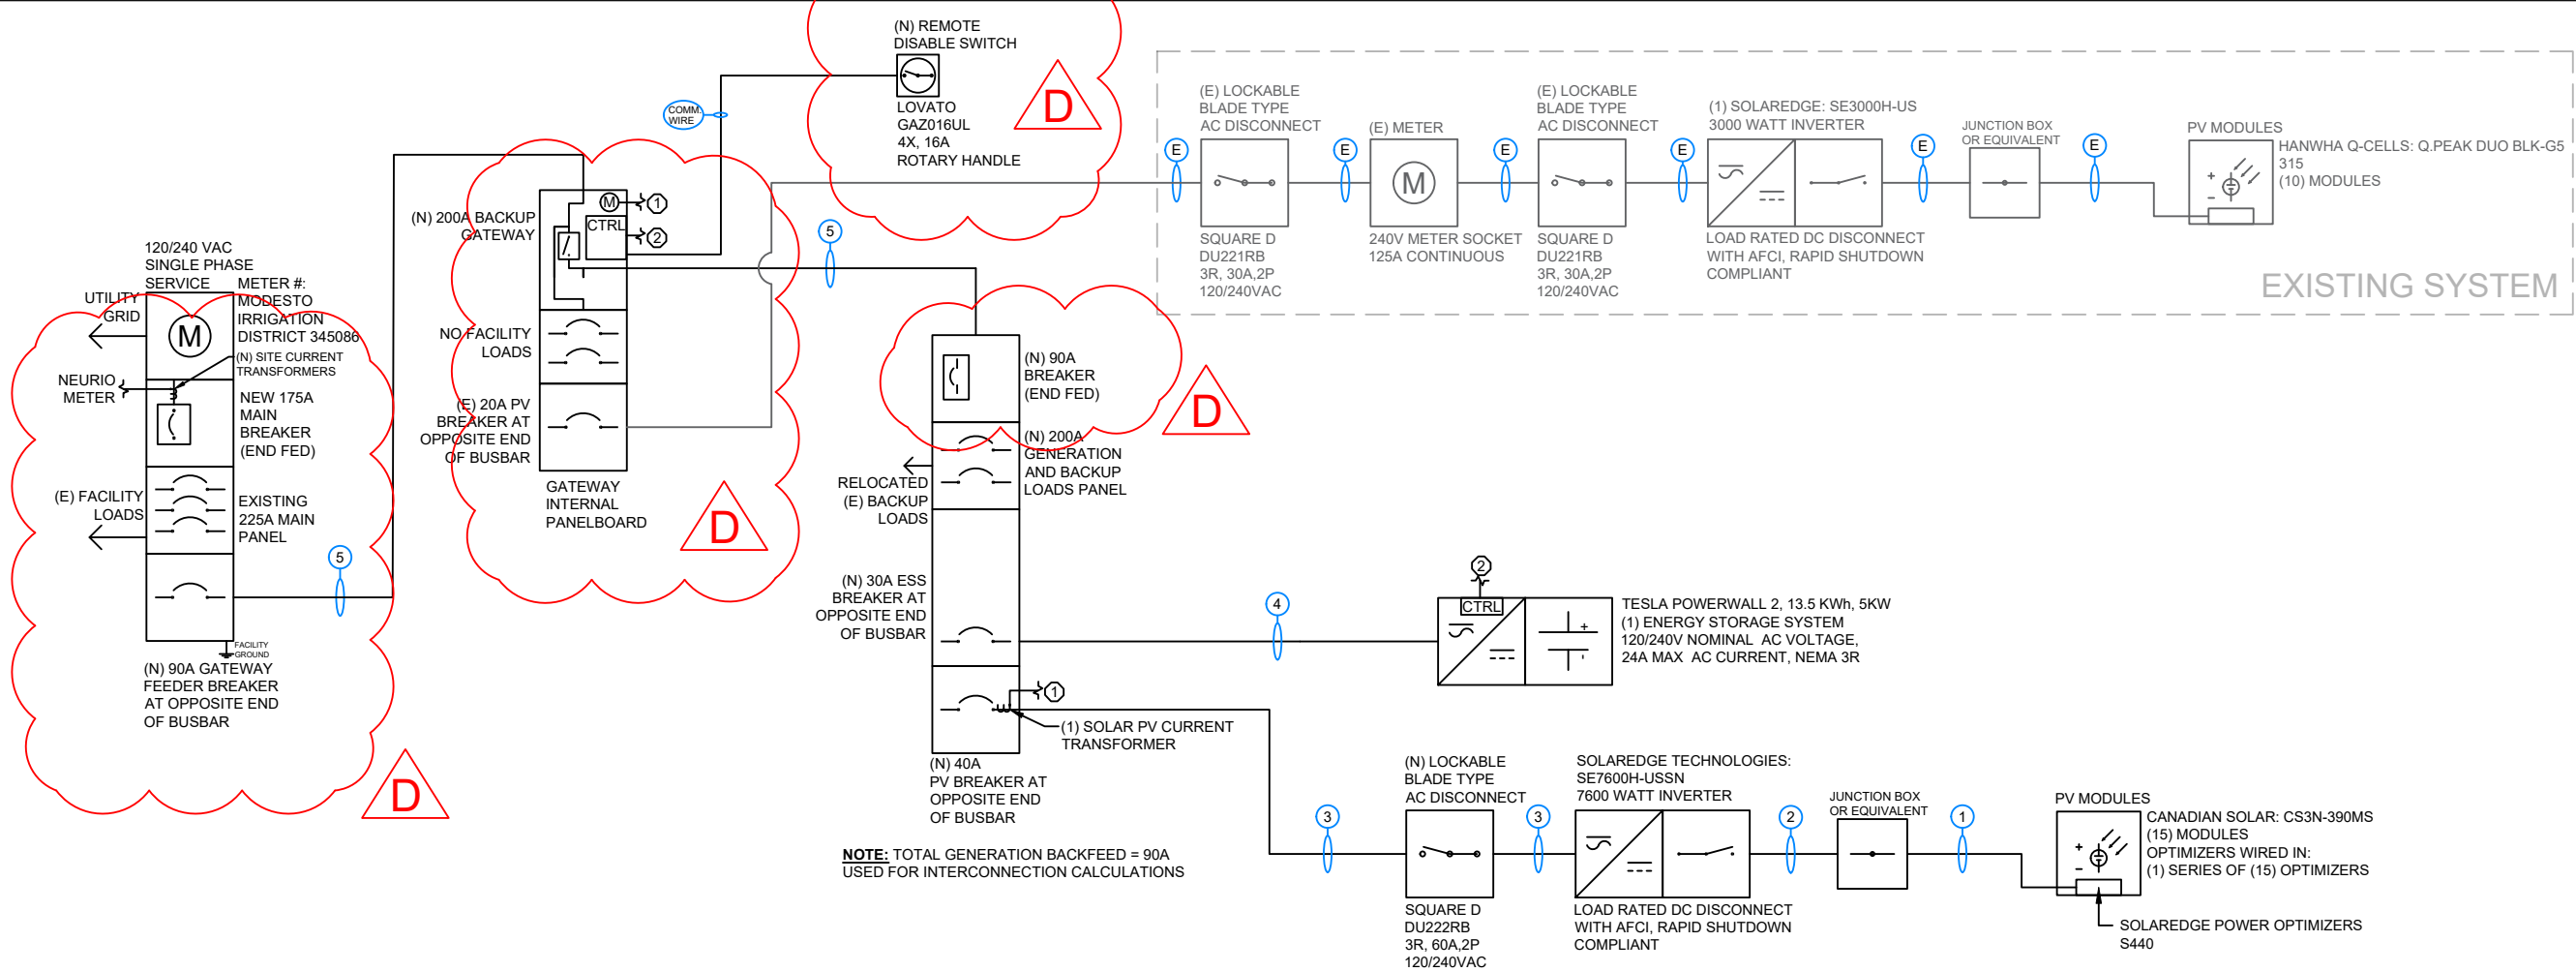 (N) REMOTE
DISABLE SWITCH
LOVATO
GAZ016UL
4X, 16A
ROTARY HANDLE
D
COMM.
WIRE
(N) 200A BACKUP
GATEWAY
M
1
CTRL
2
NO FACILITY
LOADS
(E) 20A PV
BREAKER AT
OPPOSITE END
OF BUSBAR
GATEWAY
INTERNAL
PANELBOARD
D
120/240 VAC
SINGLE PHASE
SERVICE
UTILITY
GRID
M
METER #:
MODESTO
IRRIGATION
DISTRICT 345086
(N) SITE CURRENT
TRANSFORMERS
NEURIO
METER
NEW 175A
MAIN
BREAKER
(END FED)
(E) FACILITY
LOADS
EXISTING
225A MAIN
PANEL
5
FACILITY
GROUND
(N) 90A GATEWAY
FEEDER BREAKER
AT OPPOSITE END
OF BUSBAR
D
5
(N) 90A
BREAKER
(END FED)
D
(N) 200A
GENERATION
AND BACKUP
LOADS PANEL
RELOCATED
(E) BACKUP
LOADS
(N) 30A ESS
BREAKER AT
OPPOSITE END
OF BUSBAR
1
(1) SOLAR PV CURRENT
TRANSFORMER
(N) 40A
PV BREAKER AT
OPPOSITE END
OF BUSBAR
NOTE: TOTAL GENERATION BACKFEED = 90A
USED FOR INTERCONNECTION CALCULATIONS
E
(E) LOCKABLE
BLADE TYPE
AC DISCONNECT
SQUARE D
DU221RB
3R, 30A,2P
120/240VAC
E
(E) METER
M
240V METER SOCKET
125A CONTINUOUS
E
(E) LOCKABLE
BLADE TYPE
AC DISCONNECT
SQUARE D
DU221RB
3R, 30A,2P
120/240VAC
E
(1) SOLAREDGE: SE3000H-US
3000 WATT INVERTER
LOAD RATED DC DISCONNECT
WITH AFCI, RAPID SHUTDOWN
COMPLIANT
E
JUNCTION BOX
OR EQUIVALENT
E
PV MODULES
HANWHA Q-CELLS: Q.PEAK DUO BLK-G5
315
(10) MODULES
+
-
EXISTING SYSTEM
4
2
CTRL
+
-
TESLA POWERWALL 2, 13.5 KWh, 5KW
(1) ENERGY STORAGE SYSTEM
120/240V NOMINAL AC VOLTAGE,
24A MAX AC CURRENT, NEMA 3R
3
(N) LOCKABLE
BLADE TYPE
AC DISCONNECT
SQUARE D
DU222RB
3R, 60A,2P
120/240VAC
3
SOLAREDGE TECHNOLOGIES:
SE7600H-USSN
7600 WATT INVERTER
LOAD RATED DC DISCONNECT
WITH AFCI, RAPID SHUTDOWN
COMPLIANT
2
JUNCTION BOX
OR EQUIVALENT
1
PV MODULES
CANADIAN SOLAR: CS3N-390MS
(15) MODULES
OPTIMIZERS WIRED IN:
(1) SERIES OF (15) OPTIMIZERS
+
-
SOLAREDGE POWER OPTIMIZERS
S440